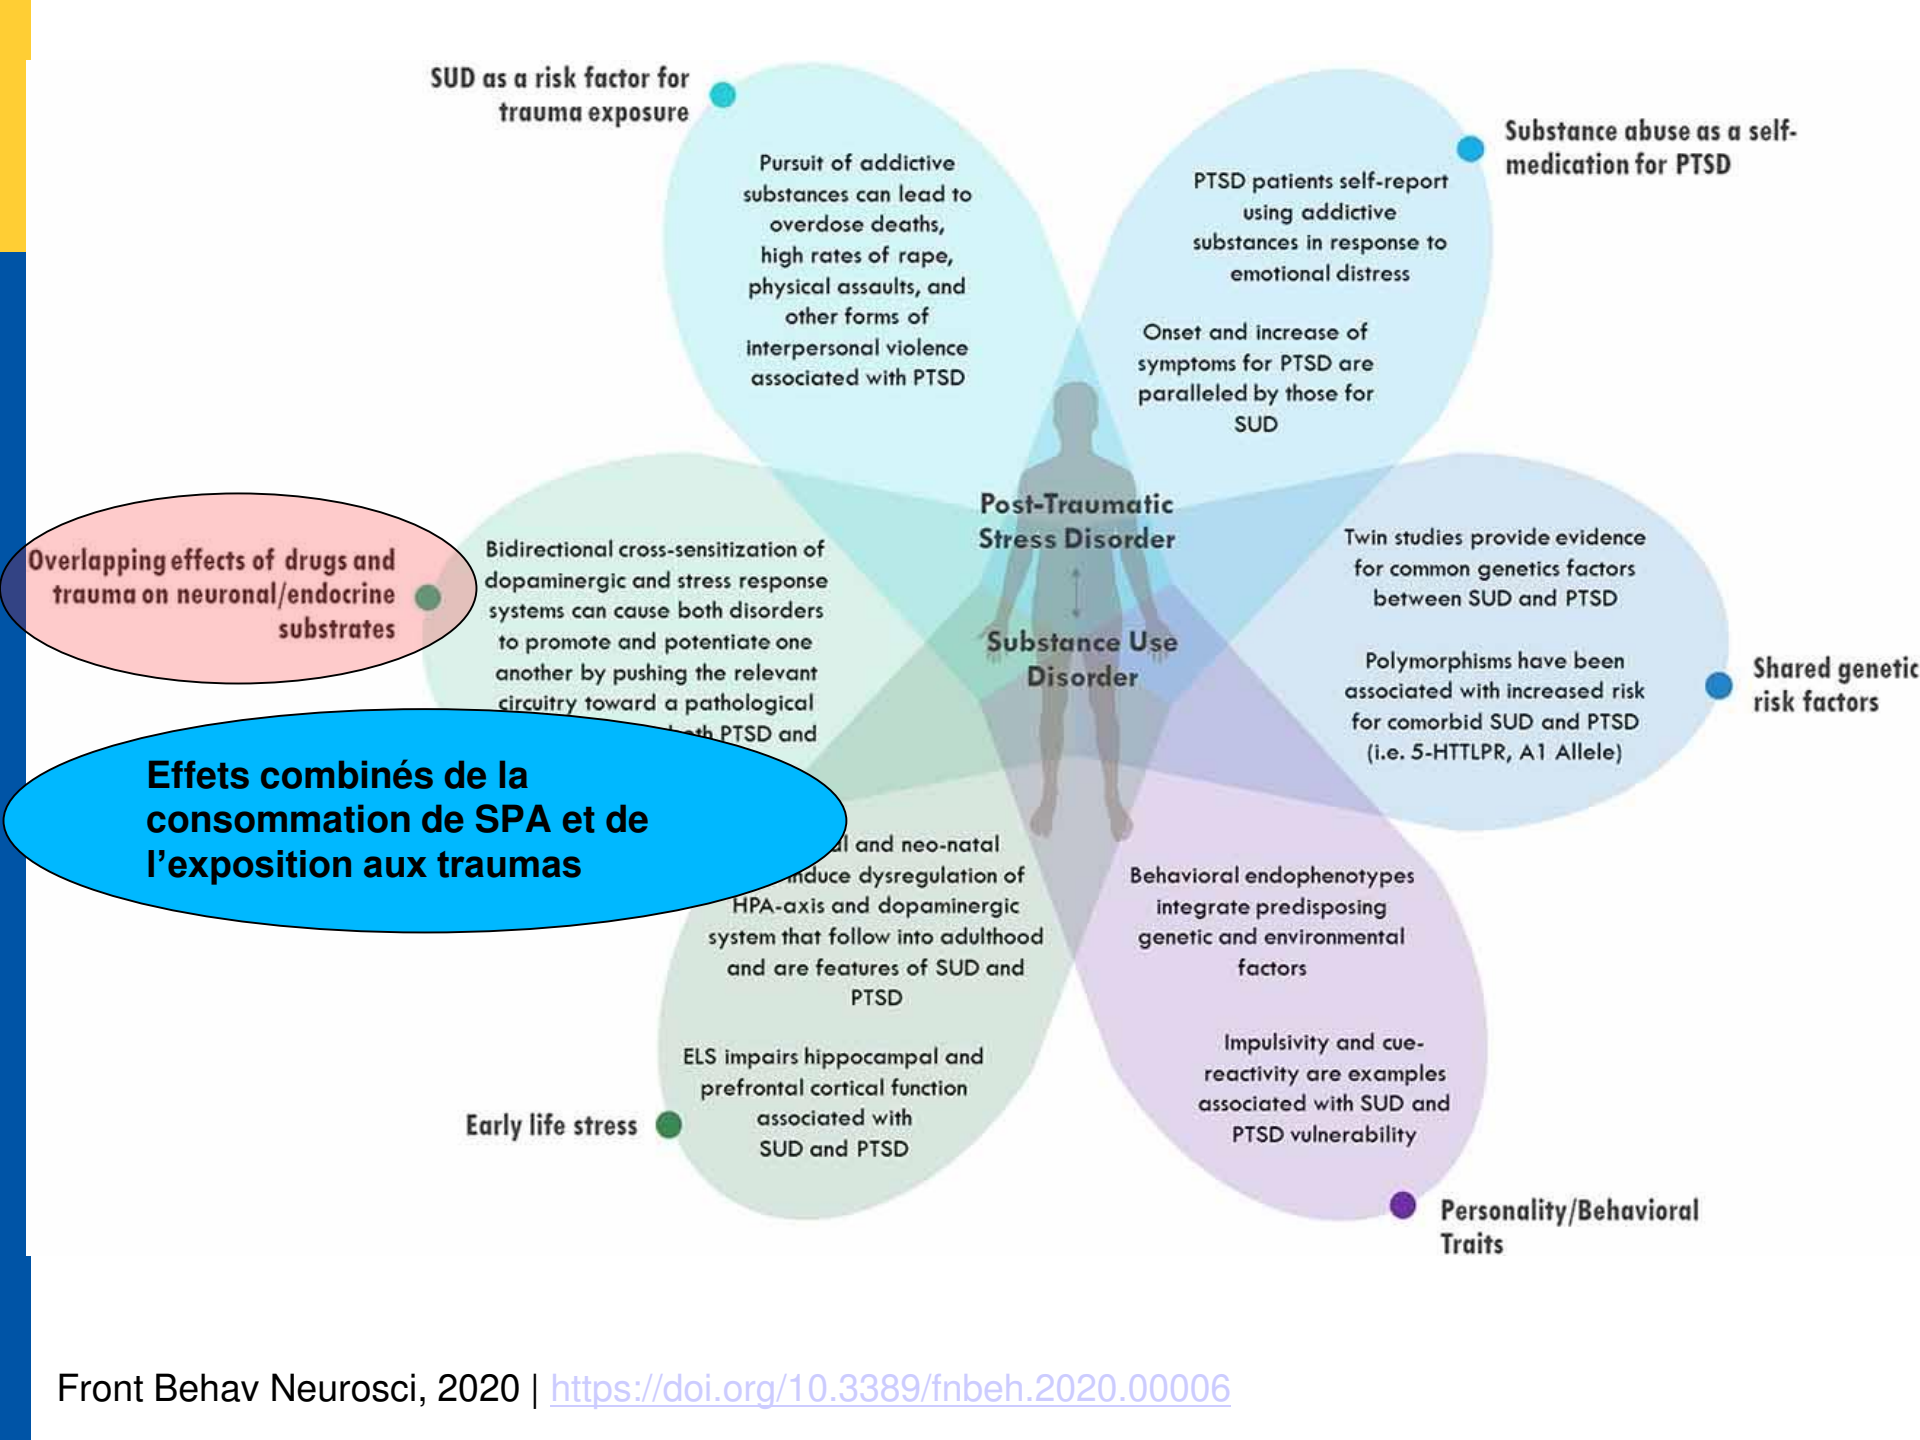 SUD as a risk factor for
trauma exposure
Pursuit of addictive
substances can lead to
overdose deaths,
high rates of rape,
physical assaults, and
other forms of
interpersonal violence
associated with PTSD
Substance abuse as a self-
medication for PTSD
PTSD patients self-report
using addictive
substances in response to
emotional distress
Onset and increase of
symptoms for PTSD are
paralleled by those for
SUD
Post-Traumatic
Stress Disorder
Substance Use
Disorder
Overlapping effects of drugs and
trauma on neuronal/endocrine
substrates
Bidirectional cross-sensitization of
dopaminergic and stress response
systems can cause both disorders
to promote and potentiate one
another by pushing the relevant
circuitry toward a pathological
PTSD and
Twin studies provide evidence
for common genetics factors
between SUD and PTSD
Polymorphisms have been
associated with increased risk
for comorbid SUD and PTSD
(i.e. 5-HTTLPR, A1 Allele)
Shared genetic
risk factors
Effets combinés de la
consommation de SPA et de
l’exposition aux traumas
and neo-natal
induce dysregulation of
HPA-axis and dopaminergic
system that follow into adulthood
and are features of SUD and
PTSD
ELS impairs hippocampal and
prefrontal cortical function
associated with
SUD and PTSD
Early life stress
Behavioral endophenotypes
integrate predisposing
genetic and environmental
factors
Impulsivity and cue-
reactivity are examples
associated with SUD and
PTSD vulnerability
Personality/Behavioral
Traits
Front Behav Neurosci, 2020 | https://doi.org/10.3389/fnbeh.2020.00006